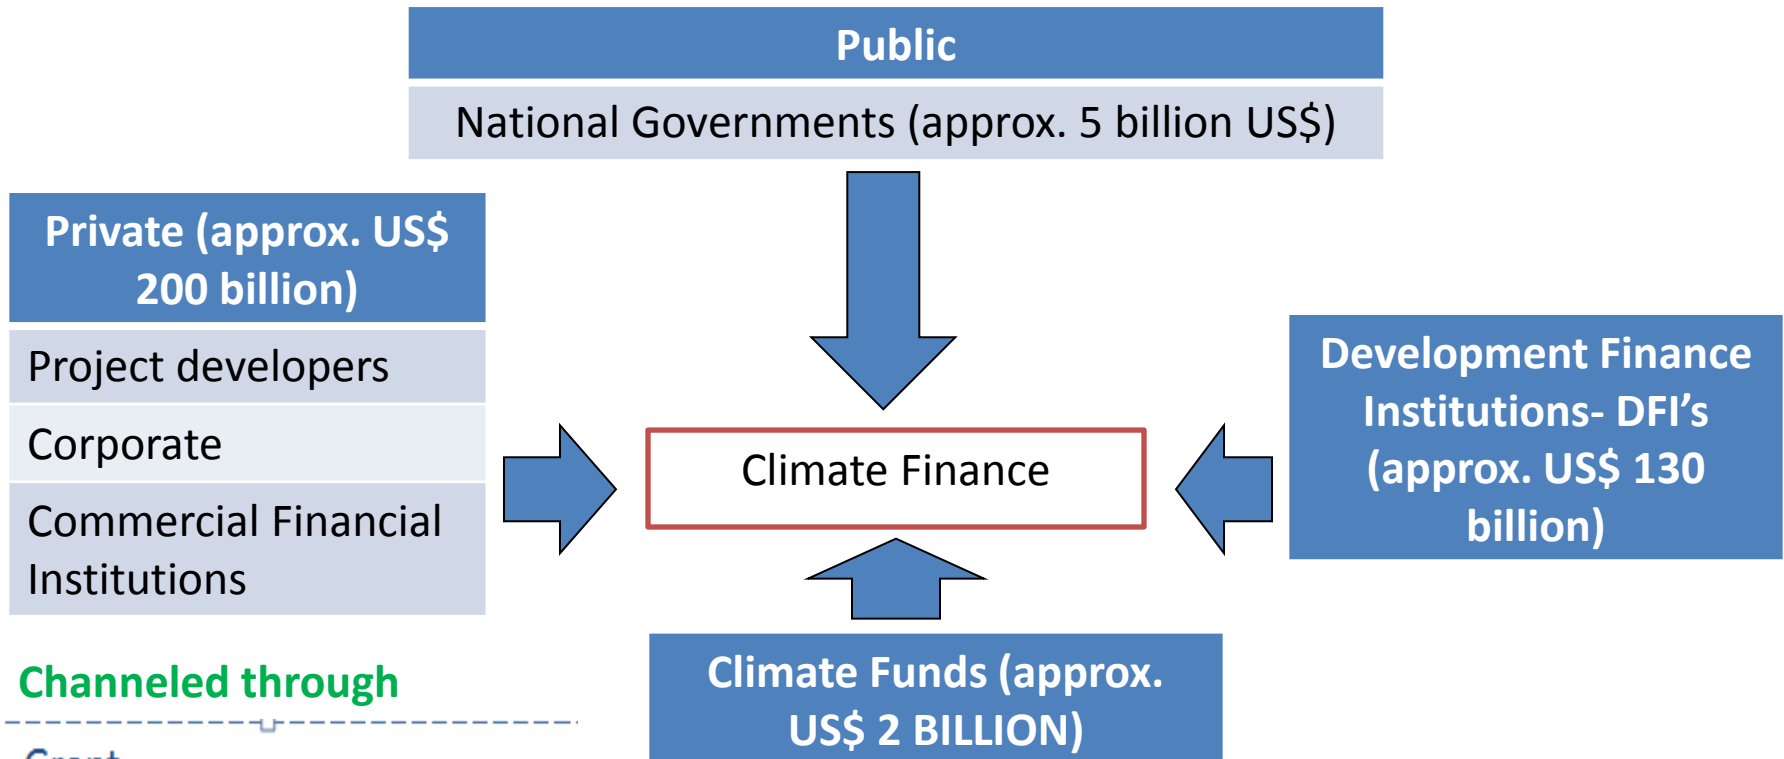 Public
National Governments (approx. 5 billion US$)
Private (approx. US$
200 billion)
Project developers
Corporate
Commercial Financial
Institutions
Climate Finance
Development Finance
Institutions- DFI’s
(approx. US$ 130
billion)
Climate Funds (approx.
US$ 2 BILLION)
Channeled through